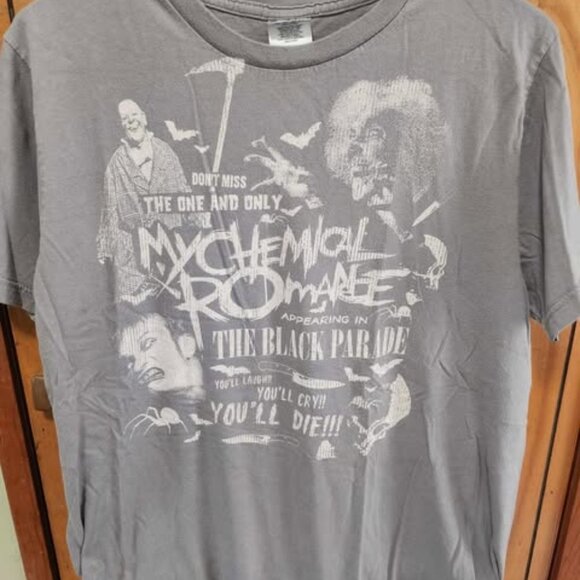 DON'T MISS
THE ONE AND ONLY
MY CHEMICAL
ROMANCE
APPEARING IN
THE BLACK PARADE
YOU'LL LAUGH!!
YOU'LL CRY!!
YOU'LL DIE!!!